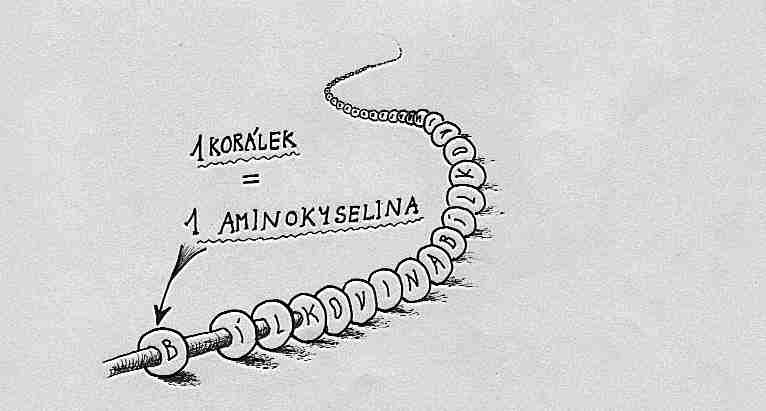 1 KORÁLEK
=
1 AMINOKYSELINA
BÍLKOVINABÍLKO